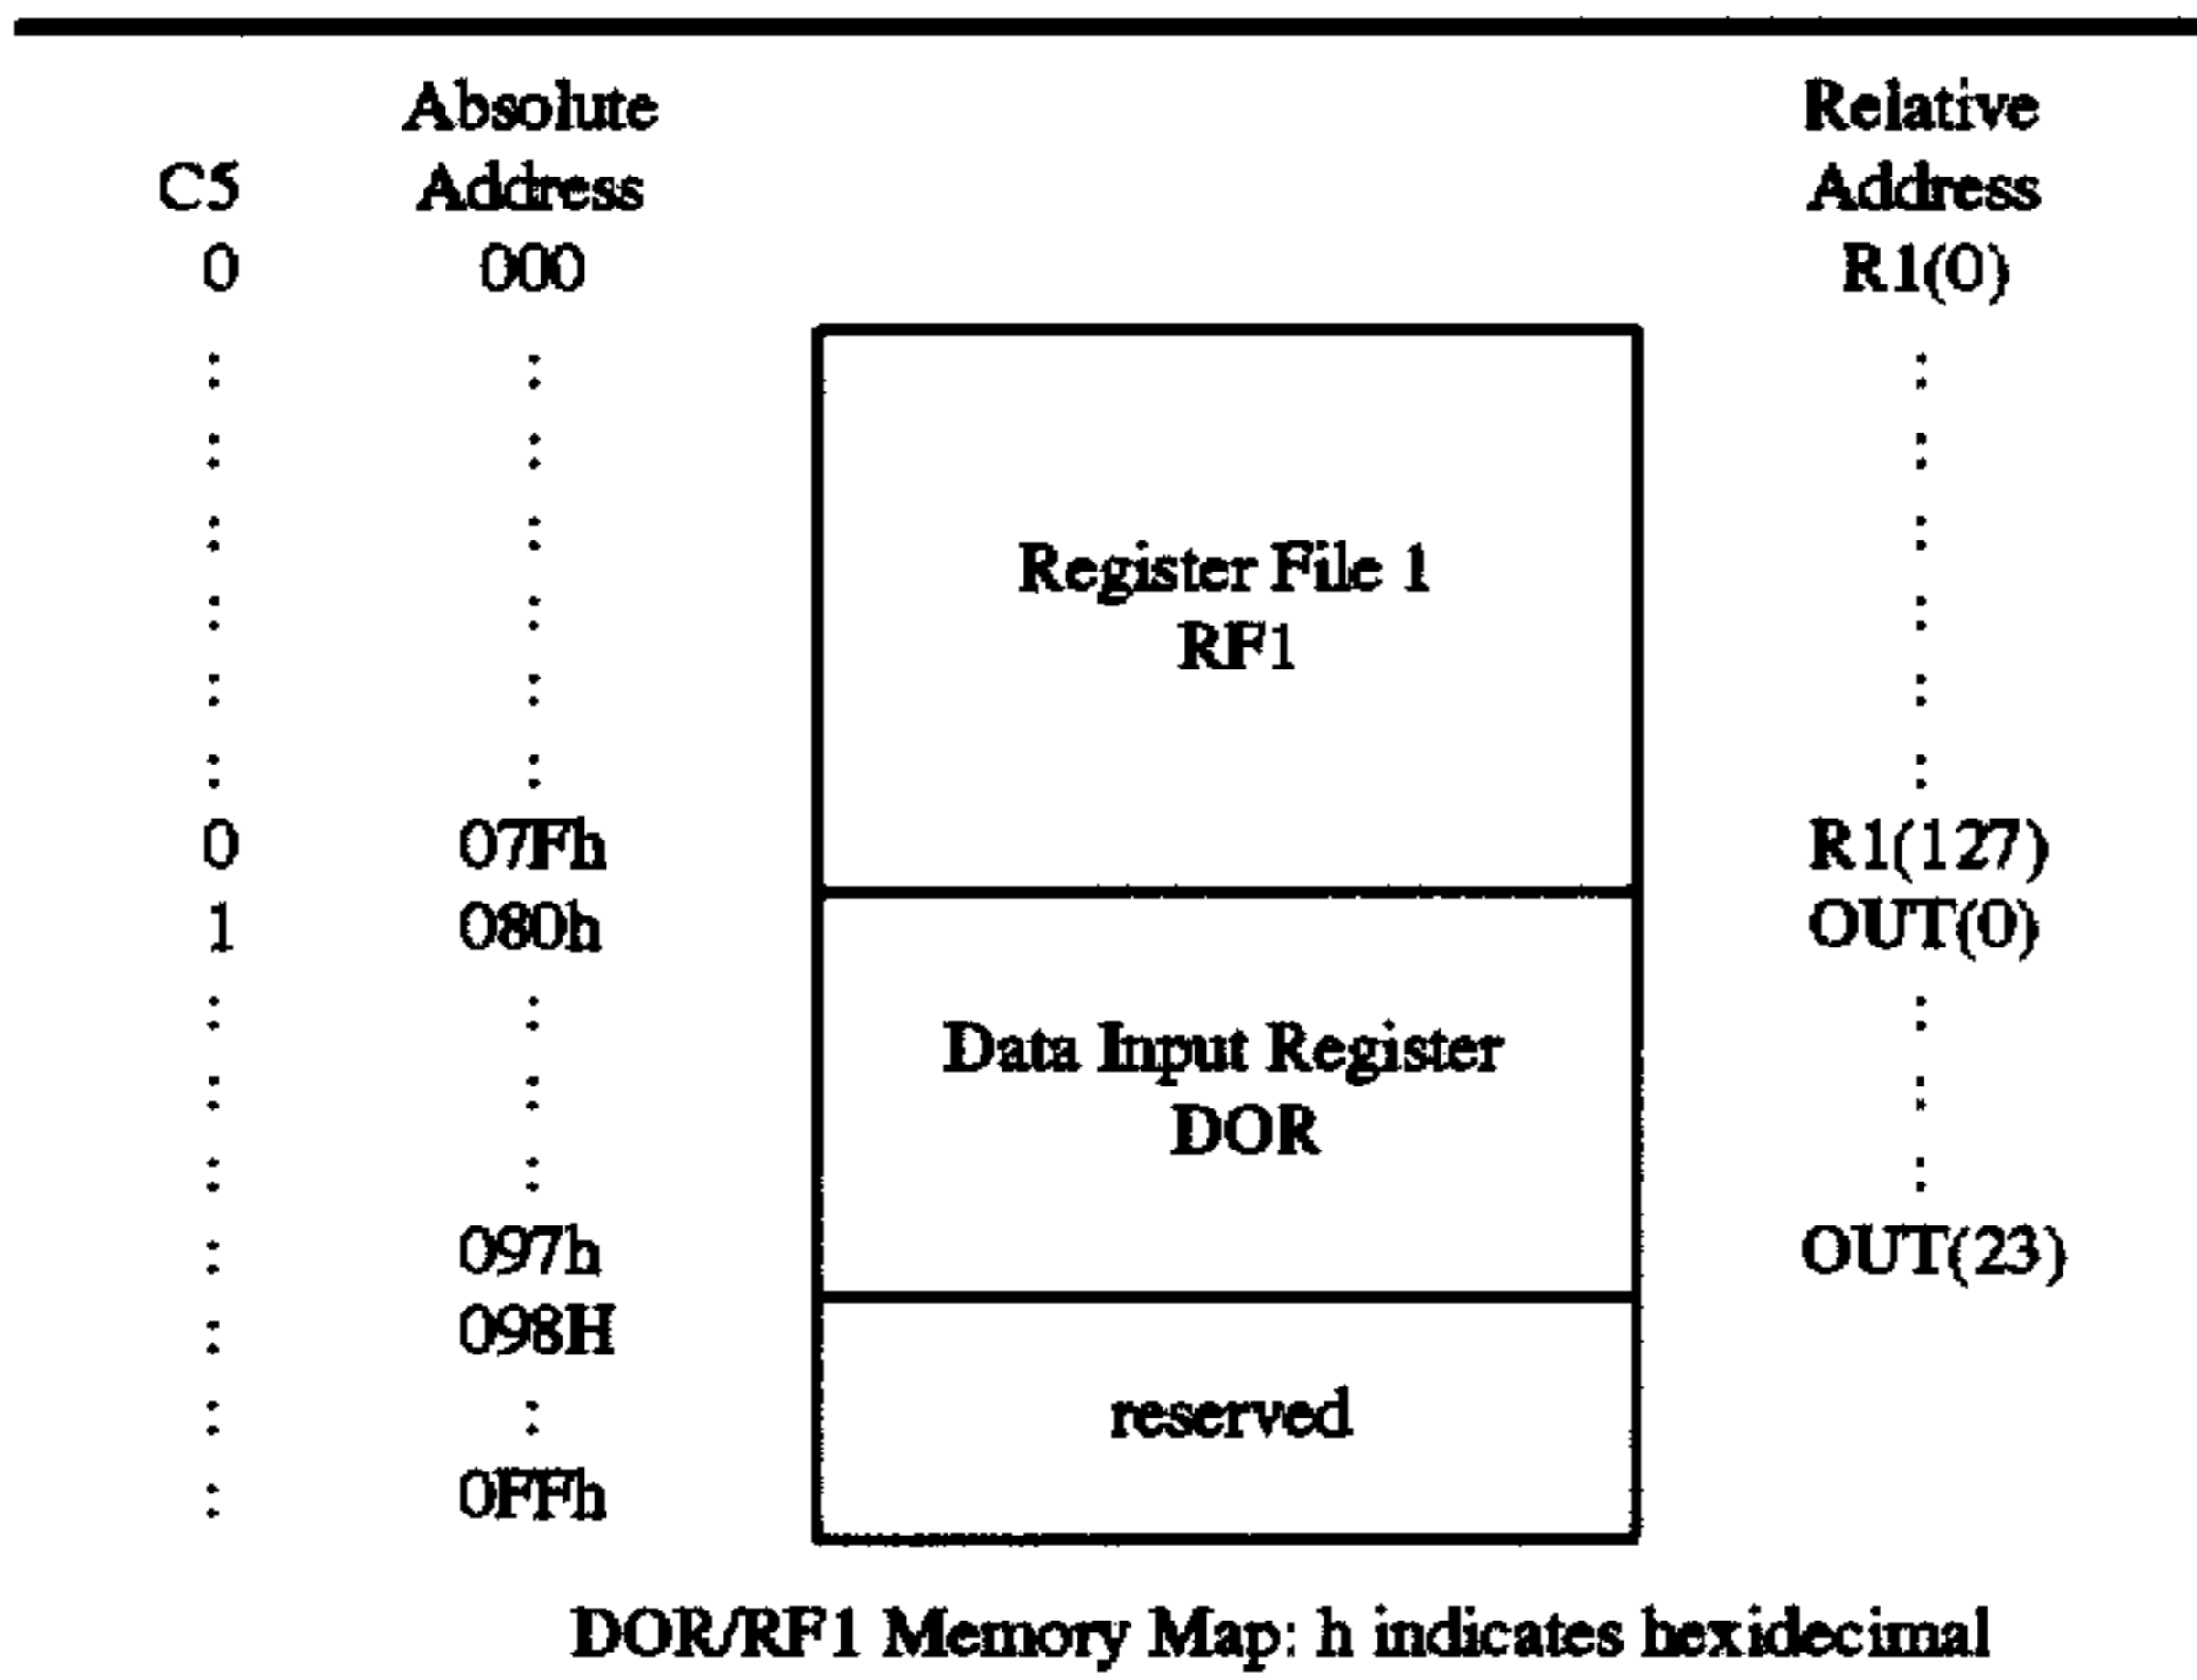 Absolute Relative
C5 Address Address
0 000 R1(0)
: : :
: : :
: : Register File 1 :
: : RF1 :
: : :
: : :
0 07Fh R1(127)
1 080h OUT(0)
: : Data Input Register :
: : DOR :
: : :
: 097h OUT(23)
: 098H
: : reserved
: 0FFh
DOR/RF1 Memory Map: h indicates hexidecimal